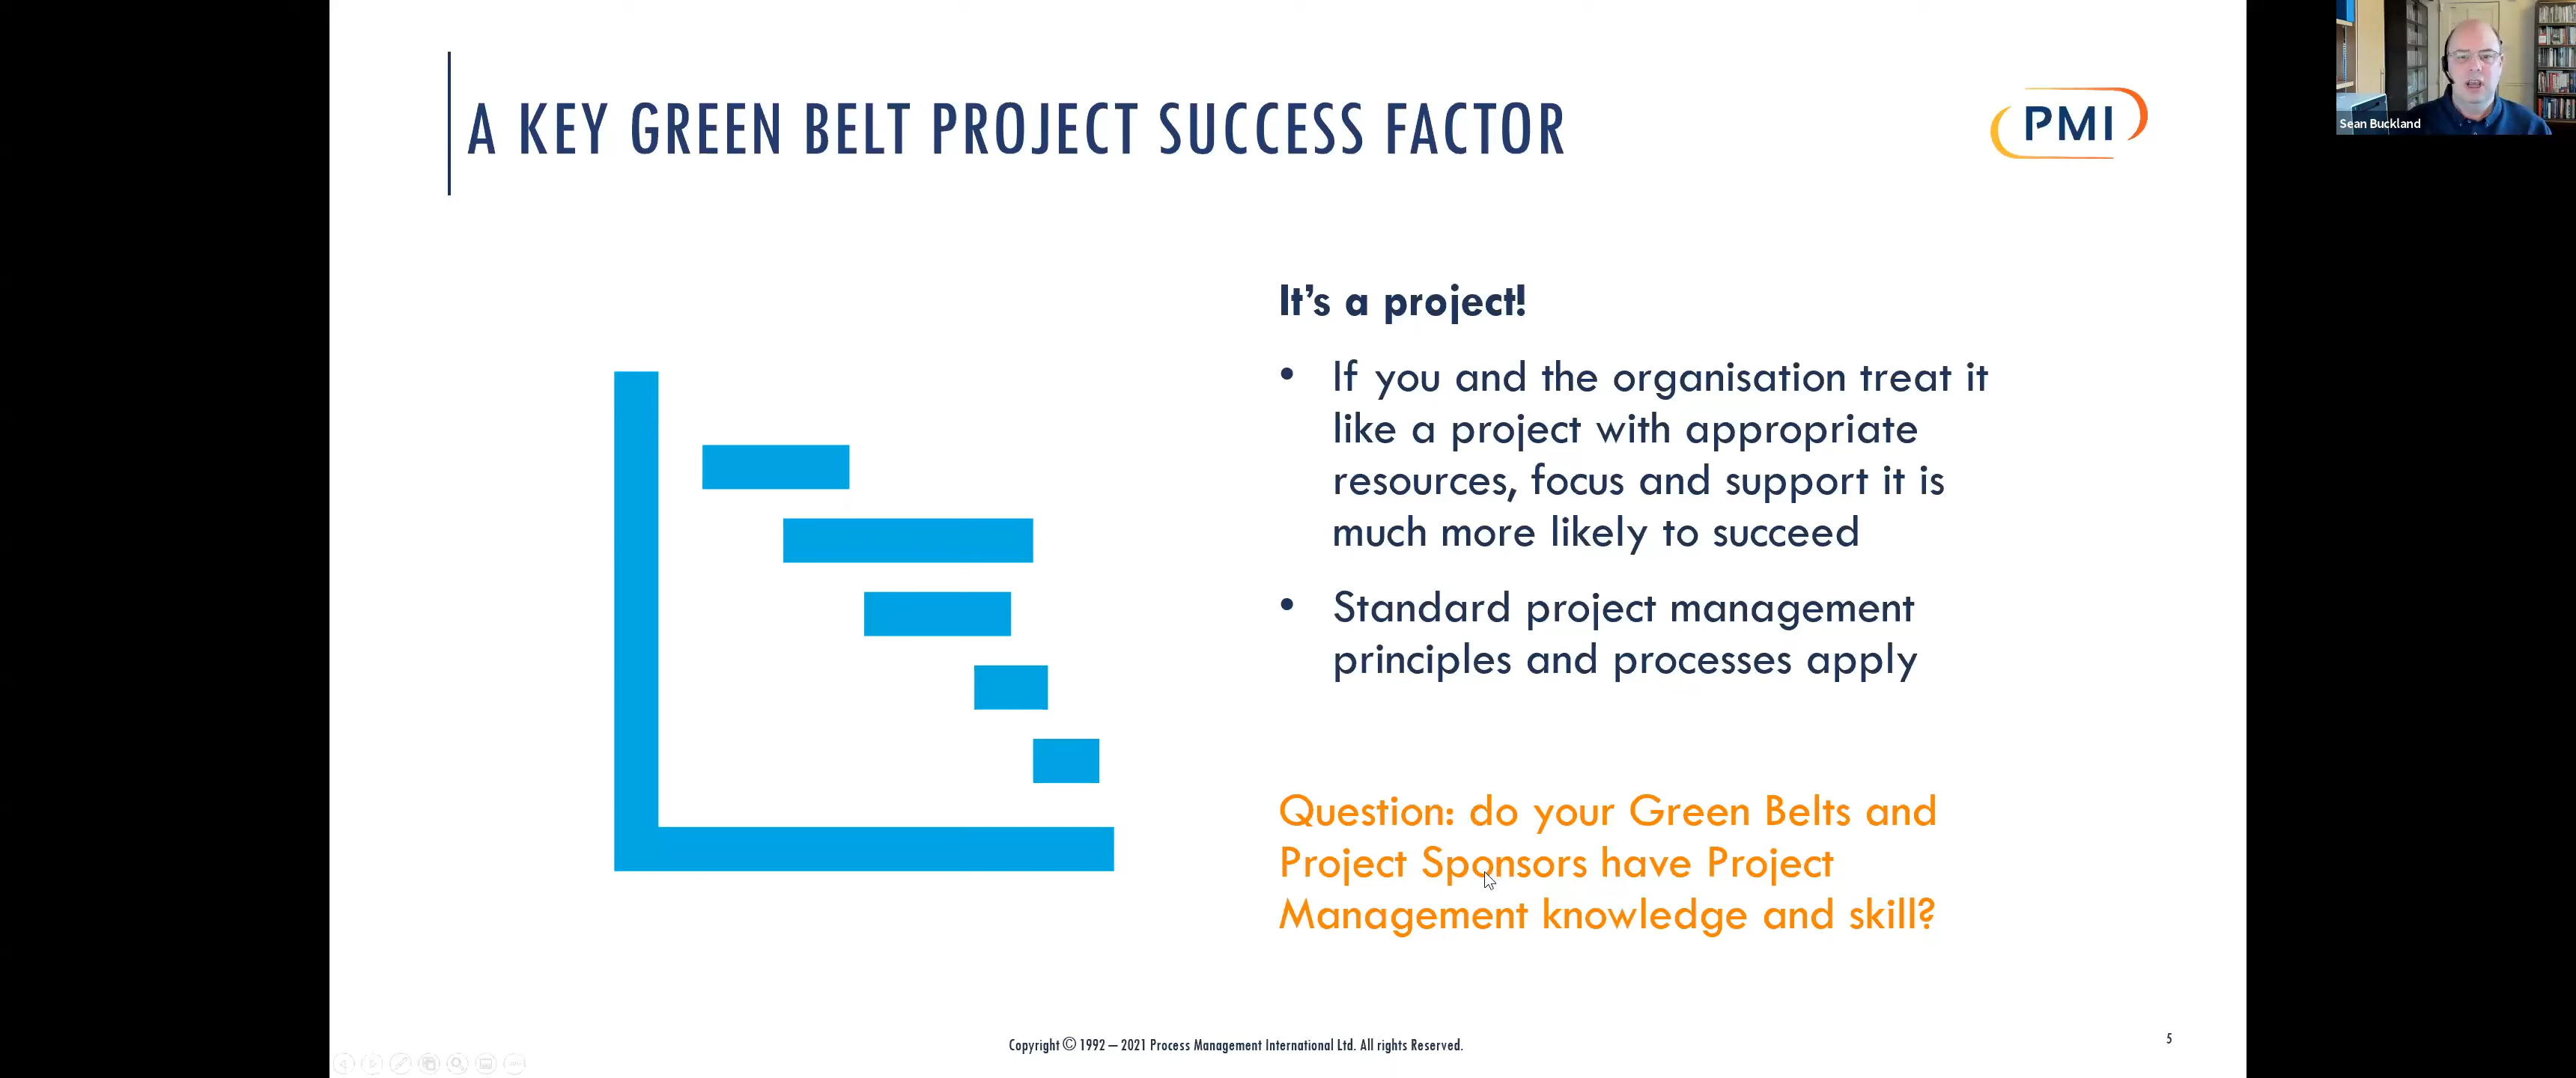 A KEY GREEN BELT PROJECT SUCCESS FACTOR
PMI
Sean Buckland
It's a project!
• If you and the organisation treat it
like a project with appropriate
resources, focus and support it is
much more likely to succeed
• Standard project management
principles and processes apply
Question: do your Green Belts and
Project Sponsors have Project
Management knowledge and skill?
Copyright © 1992 – 2021 Process Management International Ltd. All rights Reserved.
5